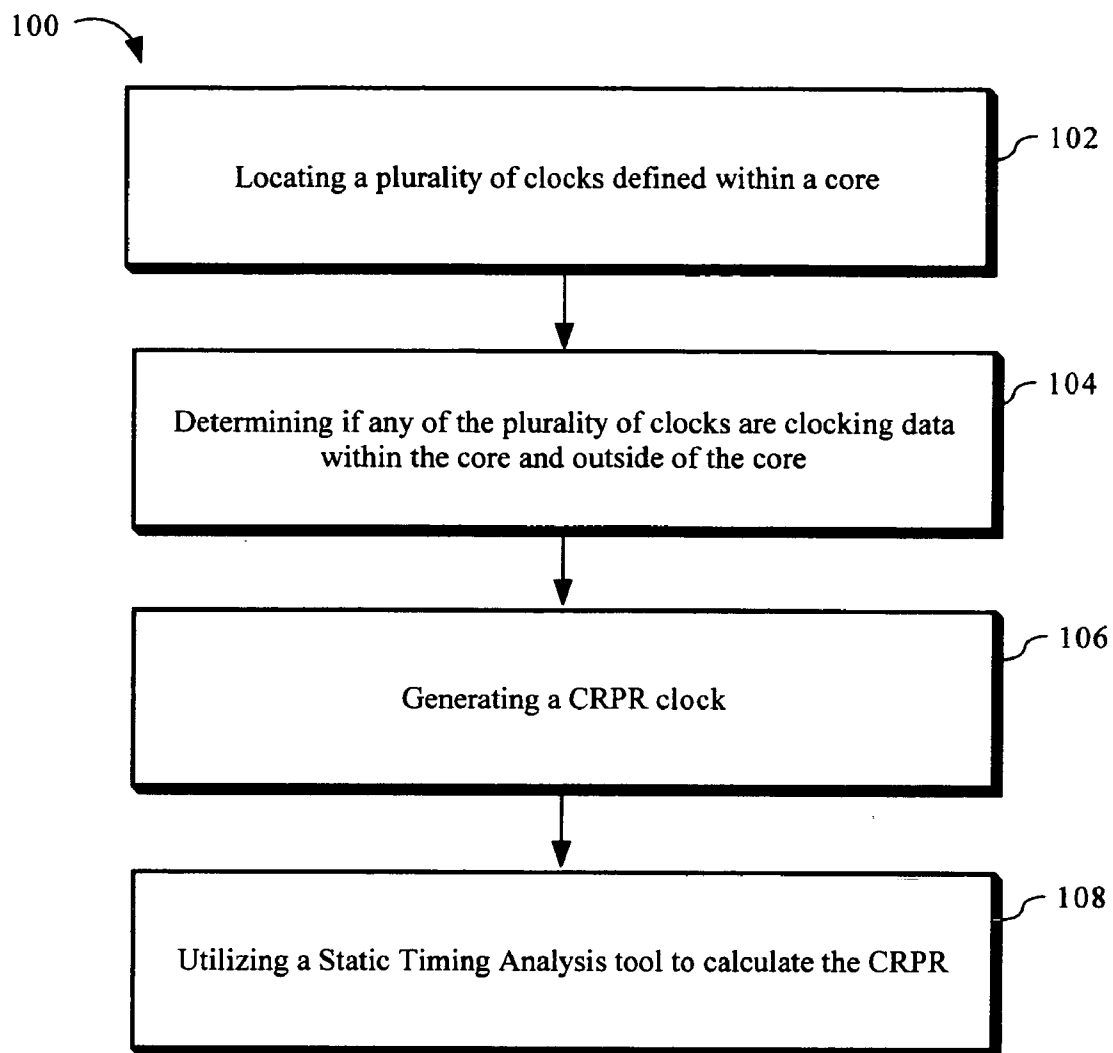 100
102
Locating a plurality of clocks defined within a core
104
Determining if any of the plurality of clocks are clocking data
within the core and outside of the core
106
Generating a CRPR clock
108
Utilizing a Static Timing Analysis tool to calculate the CRPR